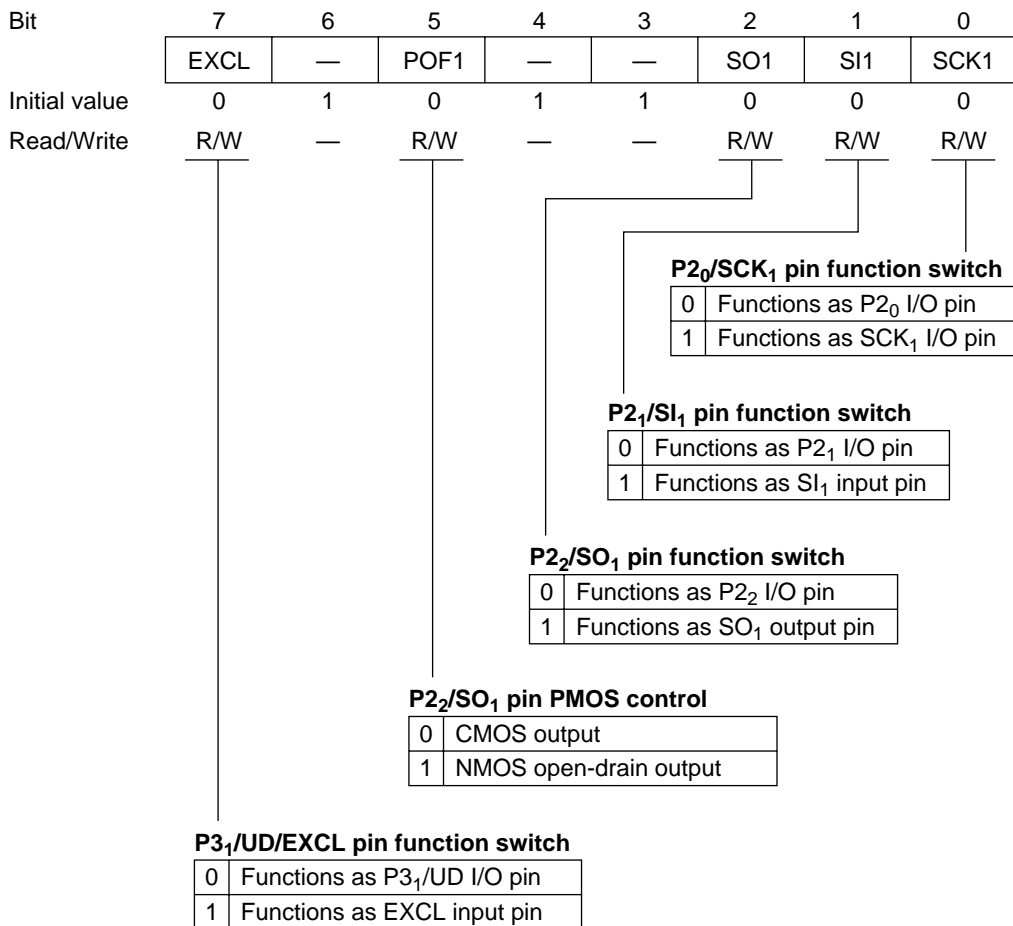 Bit 7 6 5 4 3 2 1 0
EXCL — POF1 — — SO1 SI1 SCK1
Initial value 0 1 0 1 1 0 0 0
Read/Write R/W — R/W — — R/W R/W R/W
P2₀/SCK₁ pin function switch
0 Functions as P2₀ I/O pin
1 Functions as SCK₁ I/O pin
P2₁/SI₁ pin function switch
0 Functions as P2₁ I/O pin
1 Functions as SI₁ input pin
P2₂/SO₁ pin function switch
0 Functions as P2₂ I/O pin
1 Functions as SO₁ output pin
P2₂/SO₁ pin PMOS control
0 CMOS output
1 NMOS open-drain output
P3₁/UD/EXCL pin function switch
0 Functions as P3₁/UD I/O pin
1 Functions as EXCL input pin